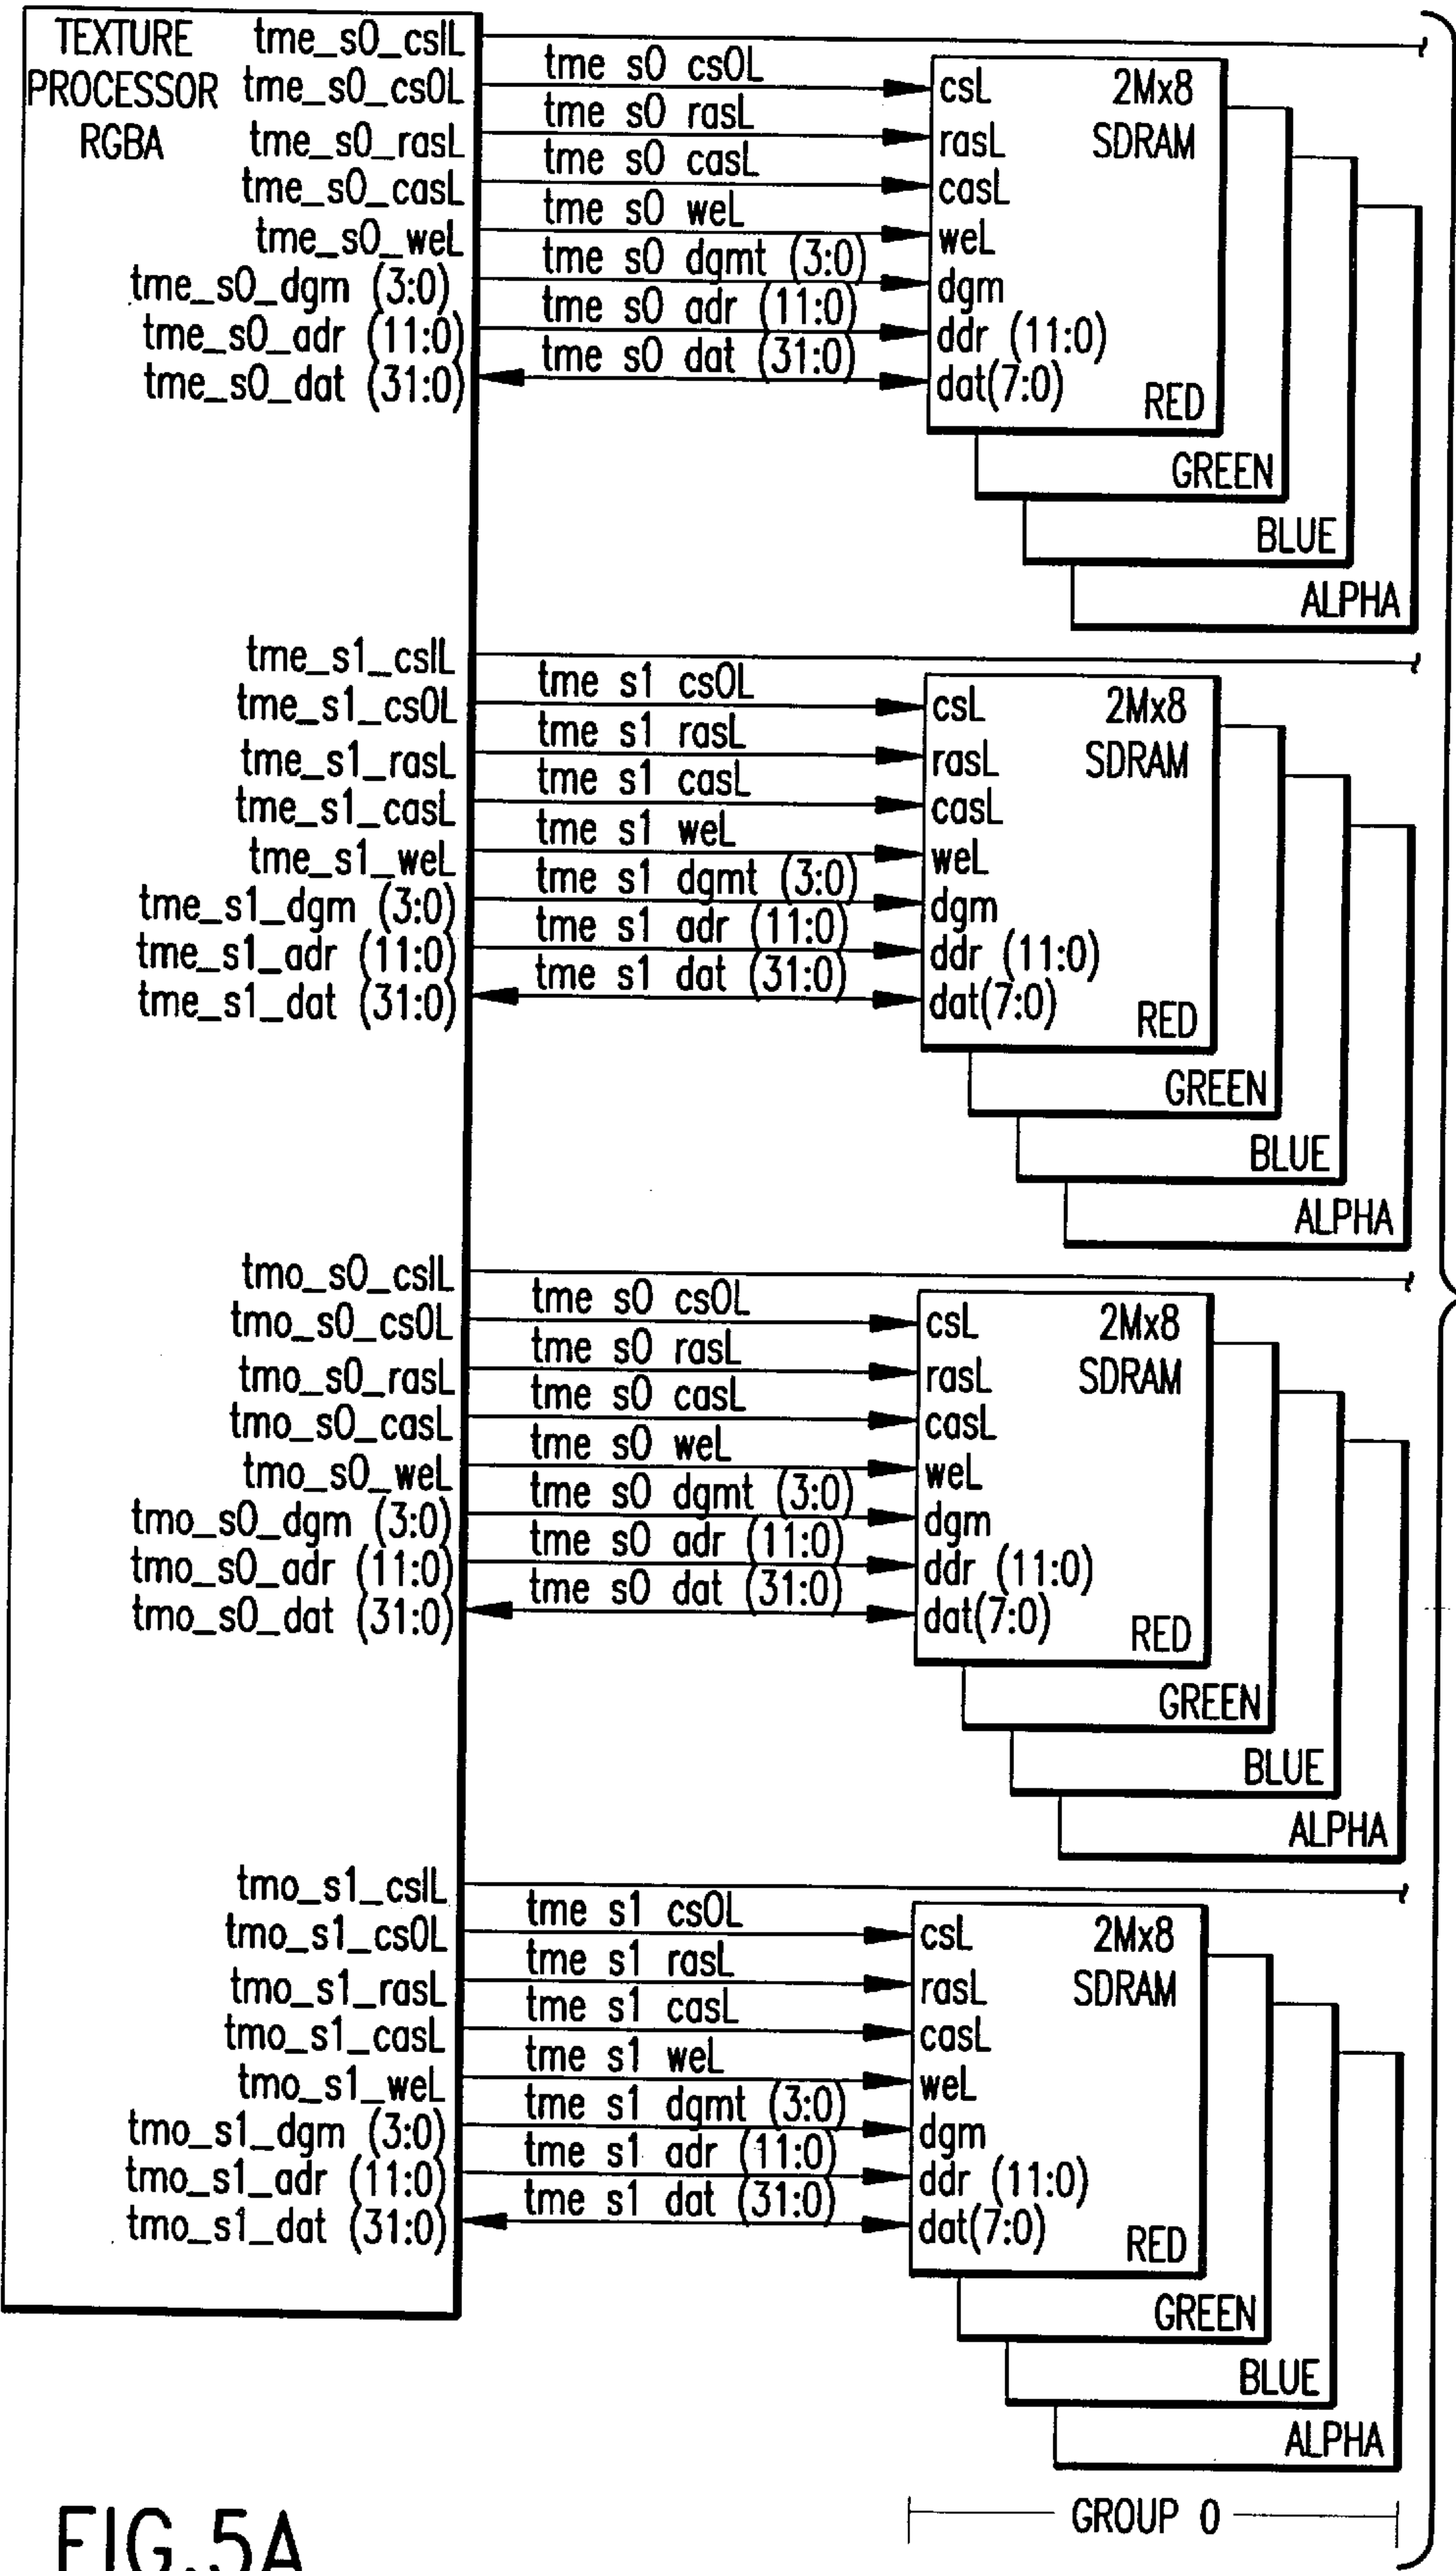 TEXTURE
PROCESSOR
RGBA
tme_s0_cslL
tme_s0_cs0L
tme_s0_rasL
tme_s0_casL
tme_s0_weL
tme_s0_dgm (3:0)
tme_s0_adr (11:0)
tme_s0_dat (31:0)
tme s0 cs0L
tme s0 rasL
tme s0 casL
tme s0 weL
tme s0 dgmt (3:0)
tme s0 adr (11:0)
tme s0 dat (31:0)
csL
rasL
casL
weL
dgm
ddr (11:0)
dat(7:0)
2Mx8
SDRAM
RED
GREEN
BLUE
ALPHA
tme_s1_cslL
tme_s1_cs0L
tme_s1_rasL
tme_s1_casL
tme_s1_weL
tme_s1_dgm (3:0)
tme_s1_adr (11:0)
tme_s1_dat (31:0)
tme s1 cs0L
tme s1 rasL
tme s1 casL
tme s1 weL
tme s1 dgmt (3:0)
tme s1 adr (11:0)
tme s1 dat (31:0)
csL
rasL
casL
weL
dgm
ddr (11:0)
dat(7:0)
2Mx8
SDRAM
RED
GREEN
BLUE
ALPHA
tmo_s0_cslL
tmo_s0_cs0L
tmo_s0_rasL
tmo_s0_casL
tmo_s0_weL
tmo_s0_dgm (3:0)
tmo_s0_adr (11:0)
tmo_s0_dat (31:0)
tme s0 cs0L
tme s0 rasL
tme s0 casL
tme s0 weL
tme s0 dgmt (3:0)
tme s0 adr (11:0)
tme s0 dat (31:0)
csL
rasL
casL
weL
dgm
ddr (11:0)
dat(7:0)
2Mx8
SDRAM
RED
GREEN
BLUE
ALPHA
tmo_s1_cslL
tmo_s1_cs0L
tmo_s1_rasL
tmo_s1_casL
tmo_s1_weL
tmo_s1_dgm (3:0)
tmo_s1_adr (11:0)
tmo_s1_dat (31:0)
tme s1 cs0L
tme s1 rasL
tme s1 casL
tme s1 weL
tme s1 dgmt (3:0)
tme s1 adr (11:0)
tme s1 dat (31:0)
csL
rasL
casL
weL
dgm
ddr (11:0)
dat(7:0)
2Mx8
SDRAM
RED
GREEN
BLUE
ALPHA
GROUP 0
FIG.5A